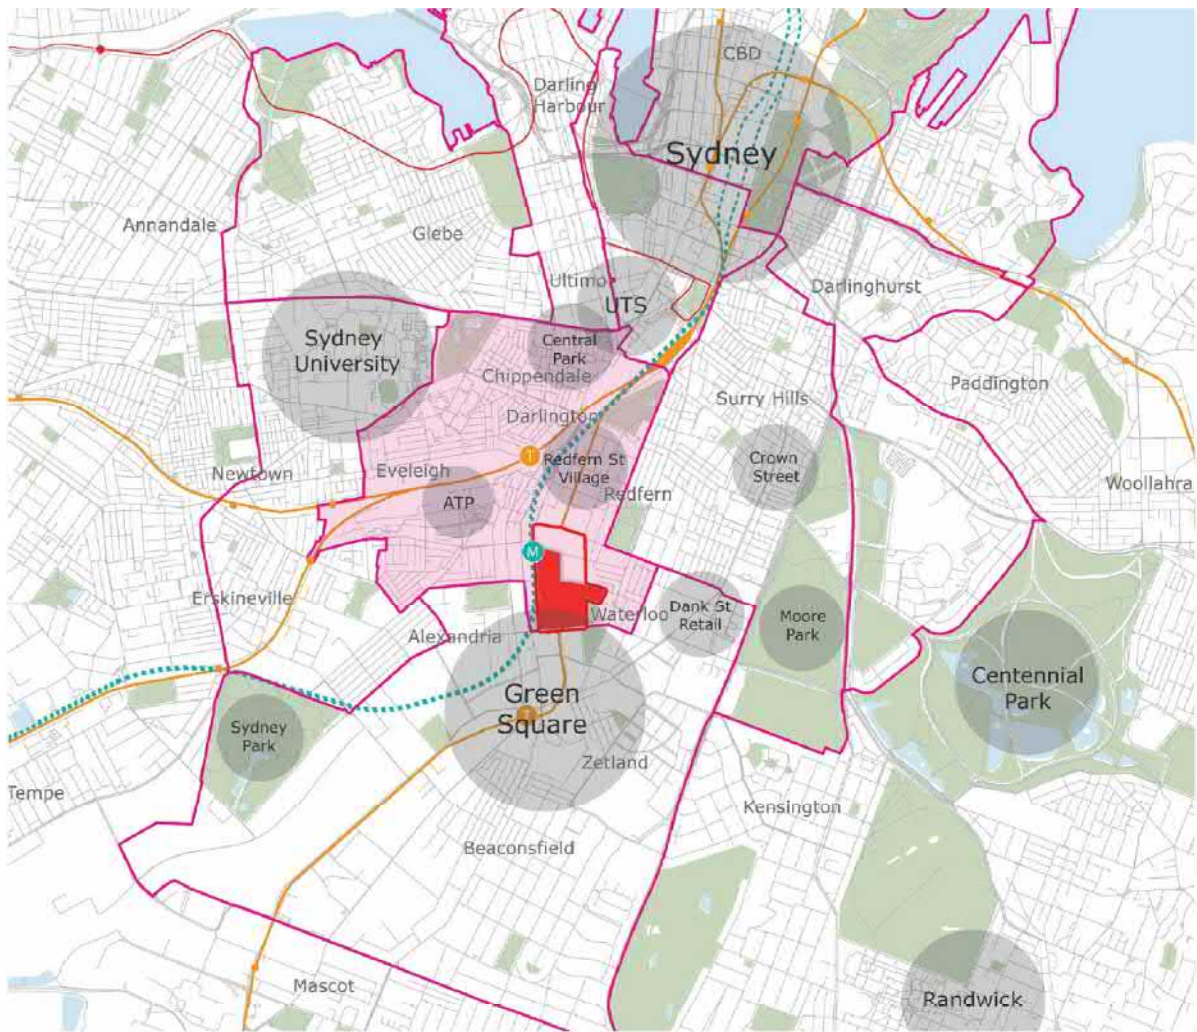 CBD
Darling
Harbour
Sydney
Annandale
Glebe
Ultimo
Darlinghurst
UTS
Sydney
University
Central
Park
Chippendale
Paddington
Surry Hills
Darlington
T
Redfern St
Village
Crown
Street
Newtown
Eveleigh
Woollahra
Redfern
ATP
M
Erskineville
Waterloo
Dank St
Retail
Moore
Park
Alexandria
Centennial
Park
Green
Square
T
Sydney
Park
Zetland
Tempe
Kensington
Beaconsfield
Mascot
Randwick